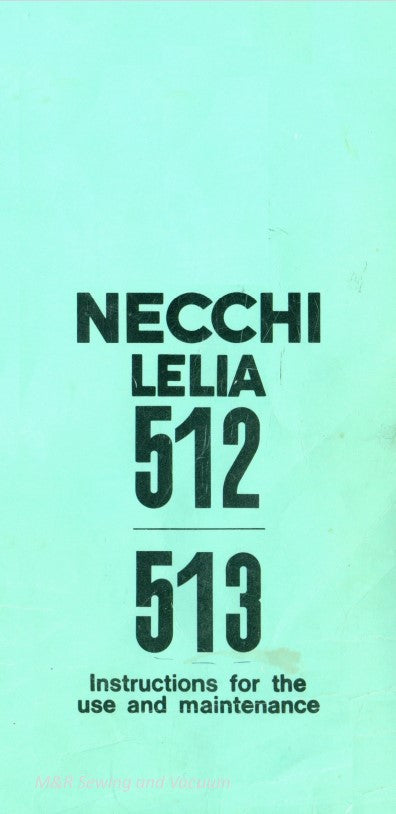 NECCHI
LELIA
512
513
Instructions for the
use and maintenance
M&R Sewing and Vacuum